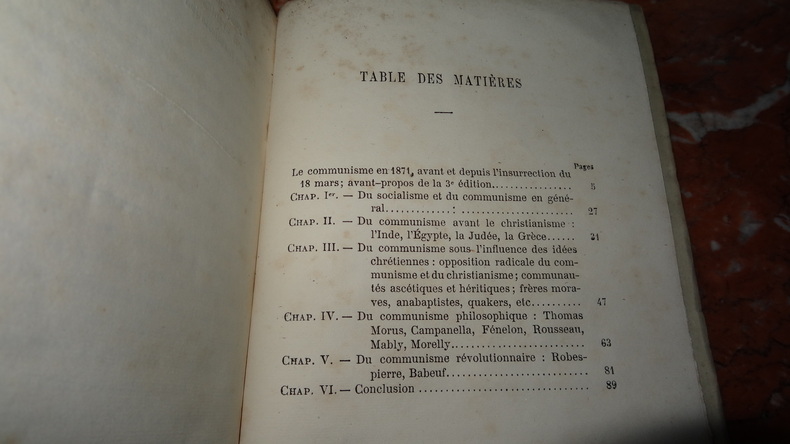 TABLE DES MATIÈRES
Pages
Le communisme en 1871, avant et depuis l'insurrection du
18 mars; avant-propos de la 3e édition................ 5
CHAP. Ier. — Du socialisme et du communisme en géné-
ral.............: ....................... 27
CHAP. II. — Du communisme avant le christianisme :
l'Inde, l'Égypte, la Judée, la Grèce...... 31
CHAP. III. — Du communisme sous l'influence des idées
chrétiennes : opposition radicale du com-
munisme et du christianisme; communau-
tés ascétiques et héritiques; frères mora-
ves, anabaptistes, quakers, etc.......... 47
CHAP. IV. — Du communisme philosophique : Thomas
Morus, Campanella, Fénelon, Rousseau,
Mably, Morelly........................ 63
CHAP. V. — Du communisme révolutionnaire : Robes-
pierre, Babeuf......................... 81
CHAP. VI. — Conclusion ............................. 89